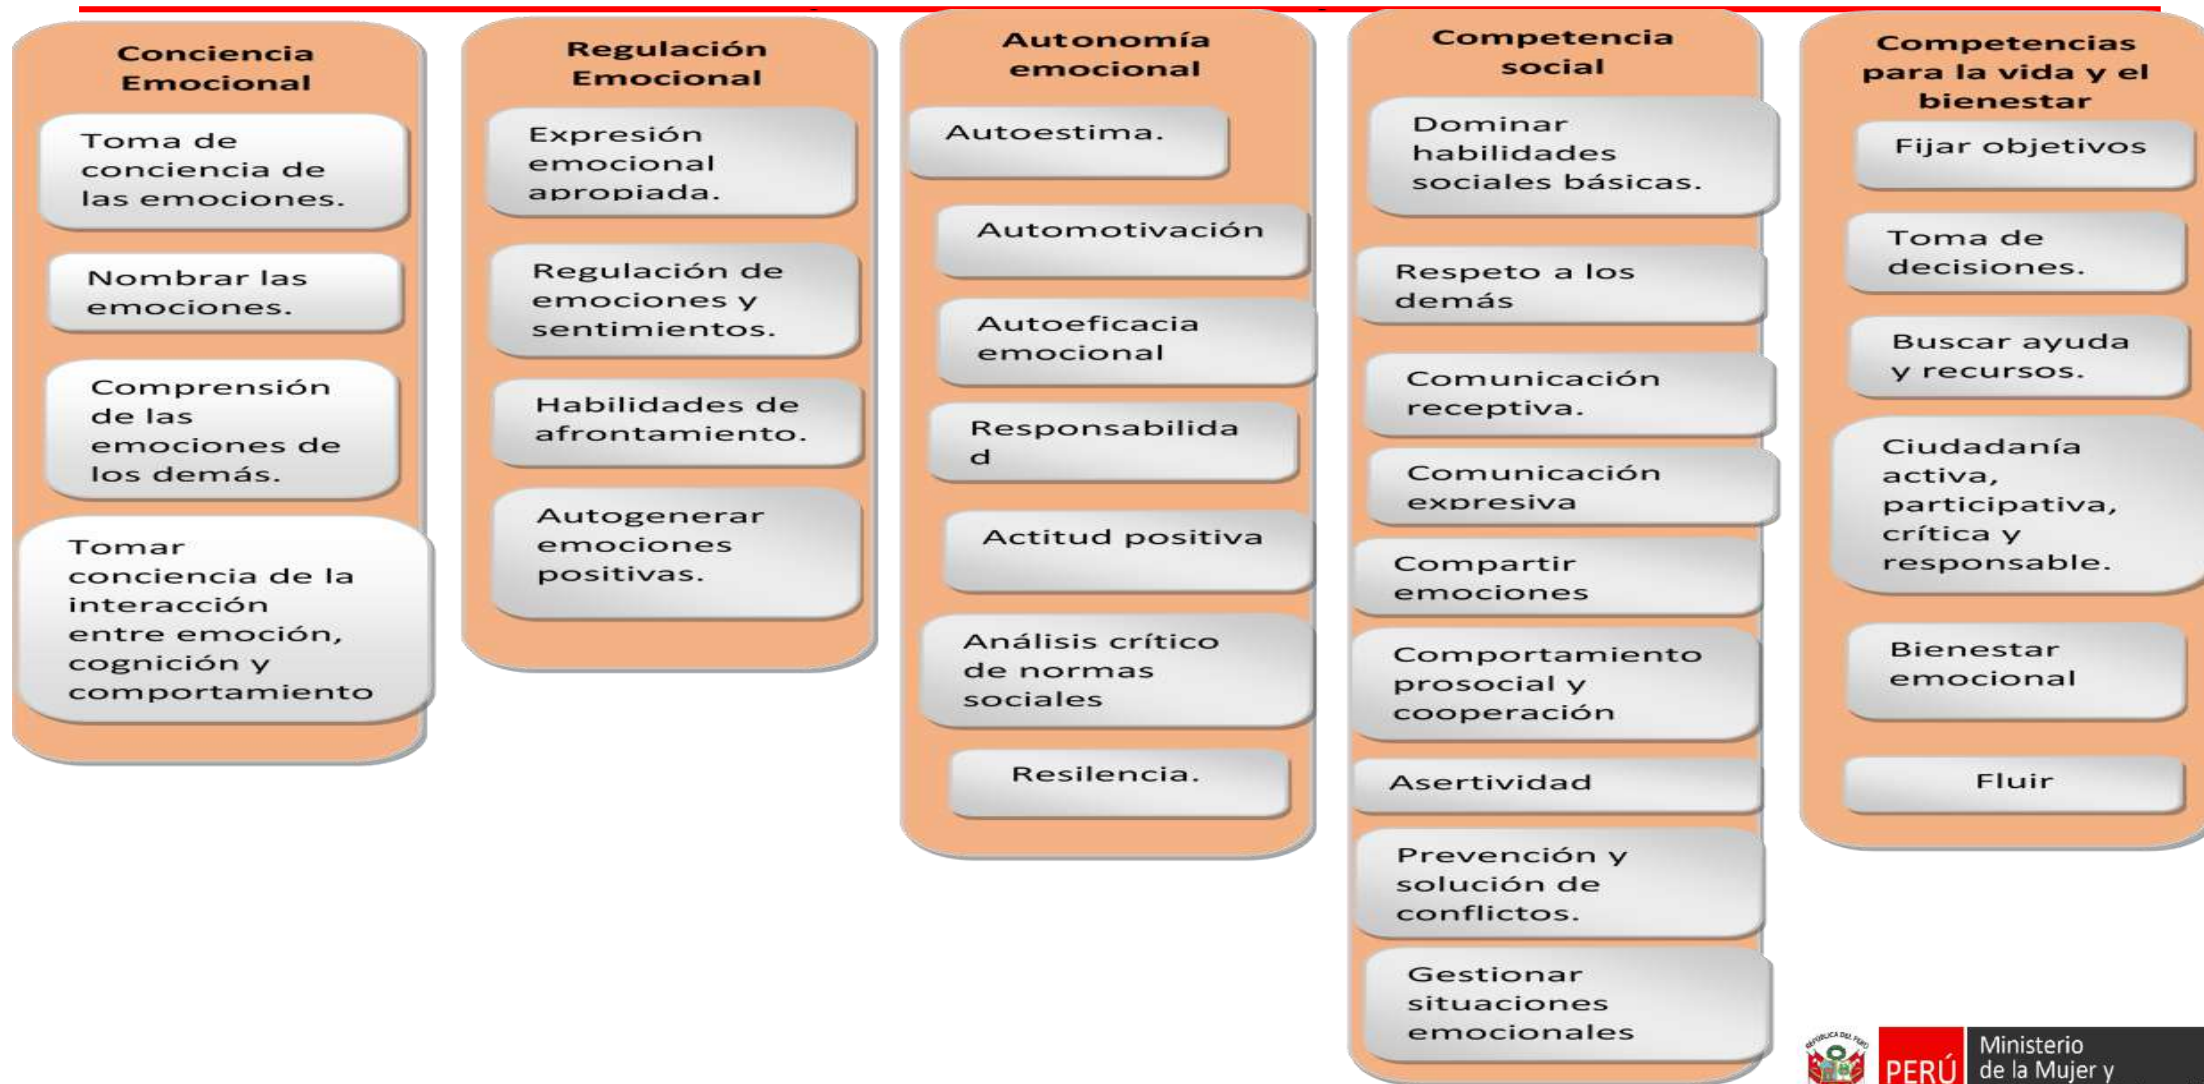 Conciencia
Emocional
Toma de
conciencia de
las emociones.
Nombrar las
emociones.
Comprensión
de las
emociones de
los demás.
Tomar
conciencia de la
interacción
entre emoción,
cognición y
comportamiento
Regulación
Emocional
Expresión
emocional
apropiada.
Regulación de
emociones y
sentimientos.
Habilidades de
afrontamiento.
Autogenerar
emociones
positivas.
Autonomía
emocional
Autoestima.
Automotivación
Autoeficacia
emocional
Responsabilida
d
Actitud positiva
Análisis crítico
de normas
sociales
Resilencia.
Competencia
social
Dominar
habilidades
sociales básicas.
Respeto a los
demás
Comunicación
receptiva.
Comunicación
expresiva
Compartir
emociones
Comportamiento
prosocial y
cooperación
Asertividad
Prevención y
solución de
conflictos.
Gestionar
situaciones
emocionales
Competencias
para la vida y el
bienestar
Fijar objetivos
Toma de
decisiones.
Buscar ayuda
y recursos.
Ciudadanía
activa,
participativa,
crítica y
responsable.
Bienestar
emocional
Fluir
REPÚBLICA DEL PERÚ
PERÚ
Ministerio
de la Mujer y